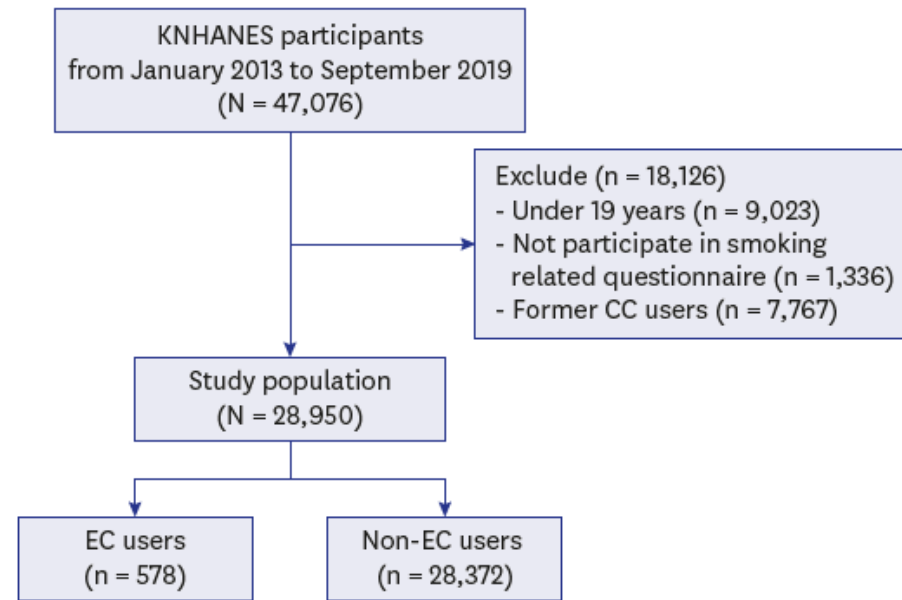 KNHANES participants
from January 2013 to September 2019
(N = 47,076)
Exclude (n = 18,126)
- Under 19 years (n = 9,023)
- Not participate in smoking
related questionnaire (n = 1,336)
- Former CC users (n = 7,767)
Study population
(N = 28,950)
EC users
(n = 578)
Non-EC users
(n = 28,372)